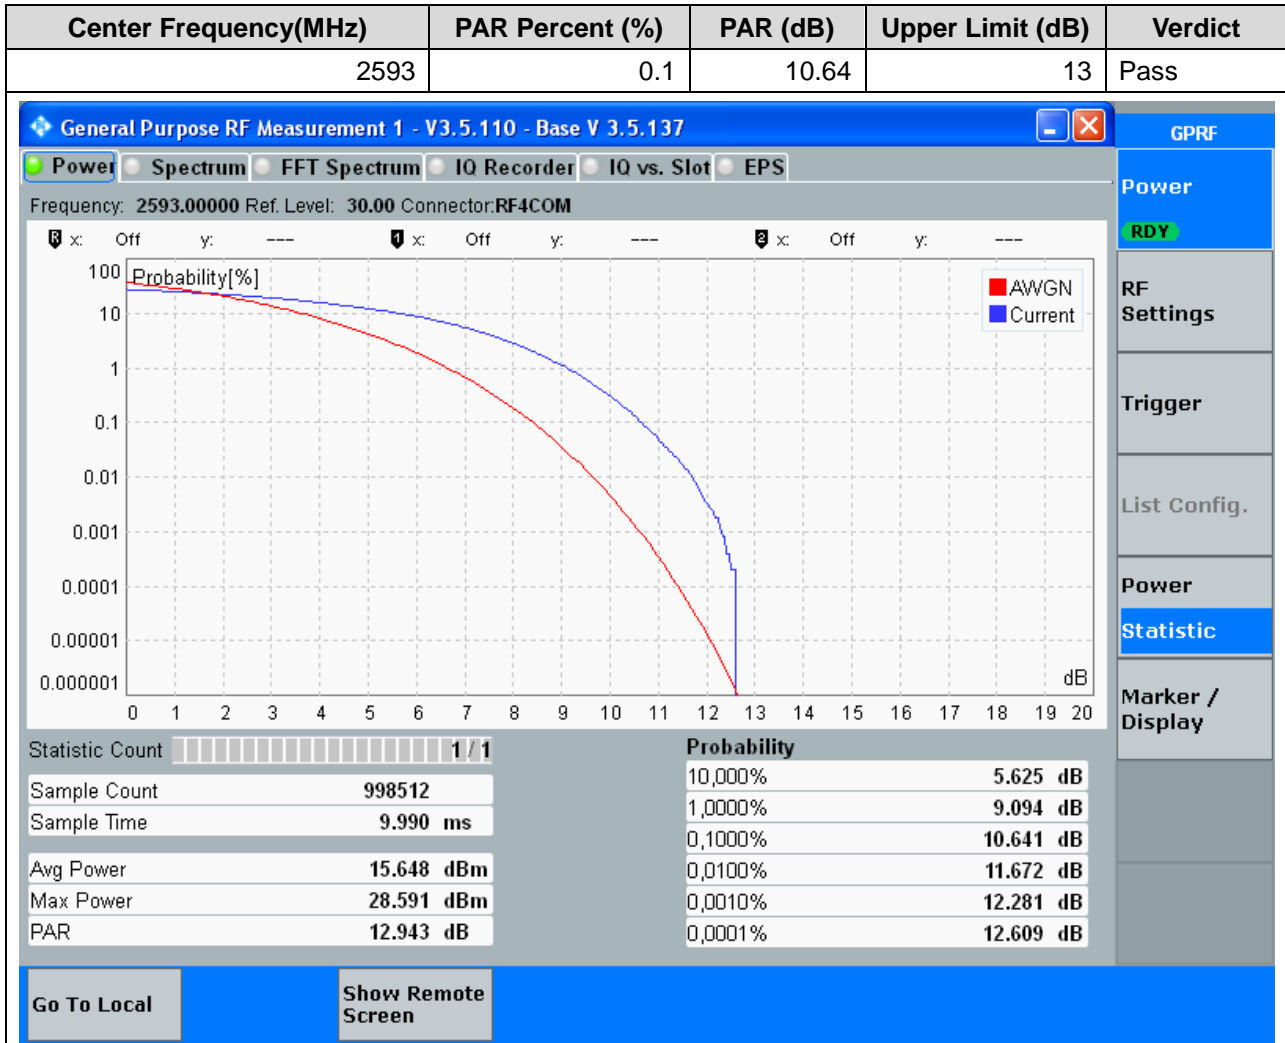 Center Frequency(MHz) PAR Percent (%) PAR (dB) Upper Limit (dB) Verdict
2593 0.1 10.64 13 Pass
General Purpose RF Measurement 1 - V3.5.110 - Base V 3.5.137
GPRF
Power Spectrum FFT Spectrum IQ Recorder IQ vs. Slot EPS
Frequency: 2593.00000 Ref. Level: 30.00 Connector:RF4COM
R x: Off y: --- 1 x: Off y: --- 2 x: Off y: ---
Probability[%]
100
10
1
0.1
0.01
0.001
0.0001
0.00001
0.000001
AWGN
Current
dB
0 1 2 3 4 5 6 7 8 9 10 11 12 13 14 15 16 17 18 19 20
Statistic Count 1 / 1
Sample Count 998512
Sample Time 9.990 ms
Avg Power 15.648 dBm
Max Power 28.591 dBm
PAR 12.943 dB
Probability
10,000% 5.625 dB
1,0000% 9.094 dB
0,1000% 10.641 dB
0,0100% 11.672 dB
0,0010% 12.281 dB
0,0001% 12.609 dB
Power
RDY
RF
Settings
Trigger
List Config.
Power
Statistic
Marker /
Display
Go To Local
Show Remote
Screen